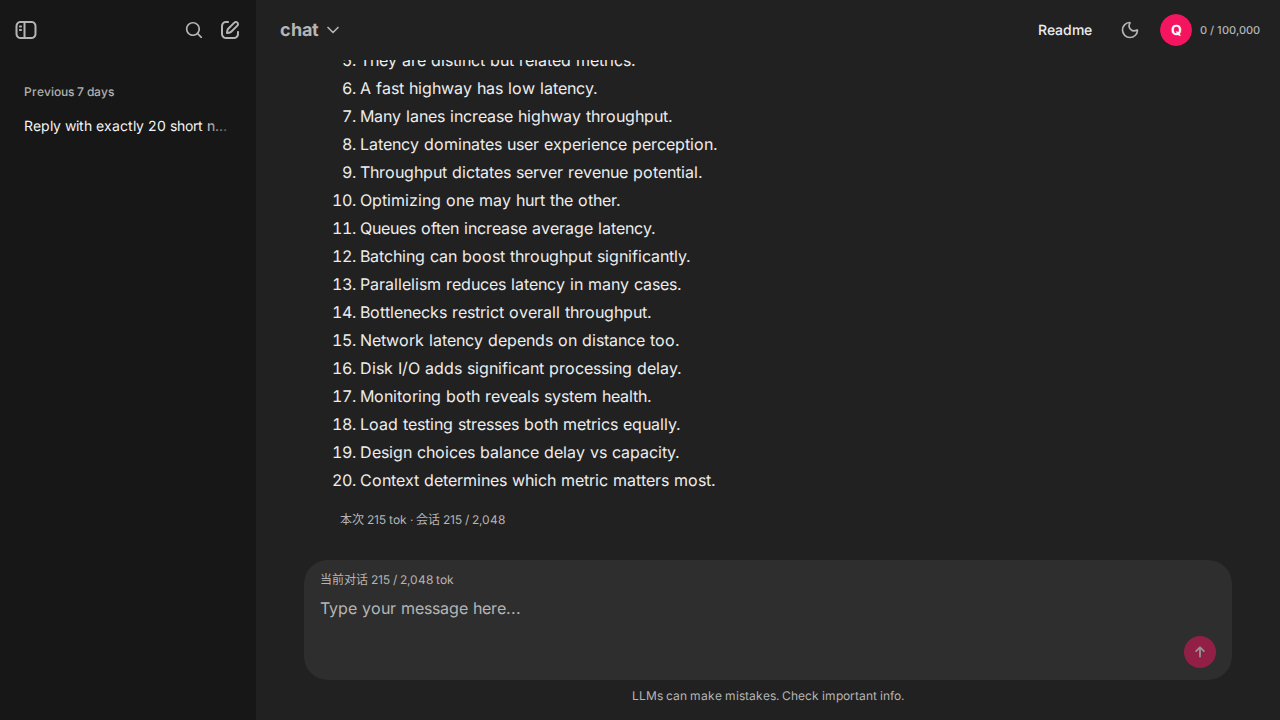 chat
Readme
Q
0 / 100,000
Previous 7 days
Reply with exactly 20 short n...
5. They are distinct but related metrics.
6. A fast highway has low latency.
7. Many lanes increase highway throughput.
8. Latency dominates user experience perception.
9. Throughput dictates server revenue potential.
10. Optimizing one may hurt the other.
11. Queues often increase average latency.
12. Batching can boost throughput significantly.
13. Parallelism reduces latency in many cases.
14. Bottlenecks restrict overall throughput.
15. Network latency depends on distance too.
16. Disk I/O adds significant processing delay.
17. Monitoring both reveals system health.
18. Load testing stresses both metrics equally.
19. Design choices balance delay vs capacity.
20. Context determines which metric matters most.
本次 215 tok · 会话 215 / 2,048
当前对话 215 / 2,048 tok
Type your message here...
LLMs can make mistakes. Check important info.